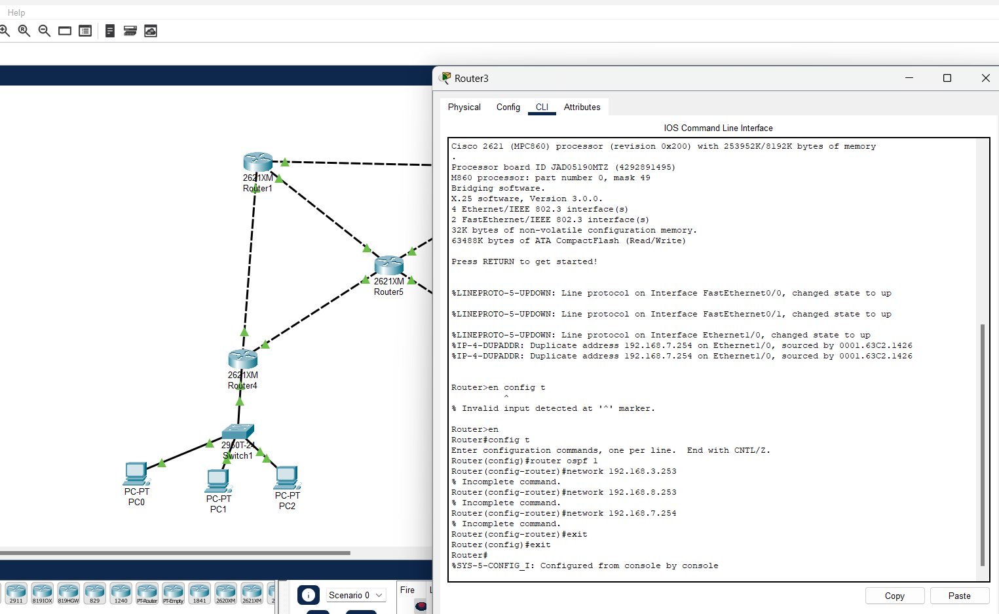 Help
Router3
Physical Config CLI Attributes
IOS Command Line Interface
Cisco 2621 (MPC860) processor (revision 0x200) with 253952K/8192K bytes of memory
.
Processor board ID JAD05190MTZ (4292891495)
M860 processor: part number 0, mask 49
Bridging software.
X.25 software, Version 3.0.0.
4 Ethernet/IEEE 802.3 interface(s)
2 FastEthernet/IEEE 802.3 interface(s)
32K bytes of non-volatile configuration memory.
63488K bytes of ATA CompactFlash (Read/Write)
Press RETURN to get started!
%LINEPROTO-5-UPDOWN: Line protocol on Interface FastEthernet0/0, changed state to up
%LINEPROTO-5-UPDOWN: Line protocol on Interface FastEthernet0/1, changed state to up
%LINEPROTO-5-UPDOWN: Line protocol on Interface Ethernet1/0, changed state to up
%IP-4-DUPADDR: Duplicate address 192.168.7.254 on Ethernet1/0, sourced by 0001.63C2.1426
%IP-4-DUPADDR: Duplicate address 192.168.7.254 on Ethernet1/0, sourced by 0001.63C2.1426
Router>en config t
^
% Invalid input detected at '^' marker.
Router>en
Router#config t
Enter configuration commands, one per line.  End with CNTL/Z.
Router(config)#router ospf 1
Router(config-router)#network 192.168.3.253
% Incomplete command.
Router(config-router)#network 192.168.8.253
% Incomplete command.
Router(config-router)#network 192.168.7.254
% Incomplete command.
Router(config-router)#exit
Router(config)#exit
Router#
%SYS-5-CONFIG_I: Configured from console by console
Copy Paste
2621XM
Router1
2621XM
Router5
2621XM
Router4
2950T-24
Switch1
PC-PT
PC0
PC-PT
PC1
PC-PT
PC2
2911 819IOX 819HGW 829 1240 PT-Router PT-Empty 1841 2620XM 2621XM 2
Scenario 0
Fire L